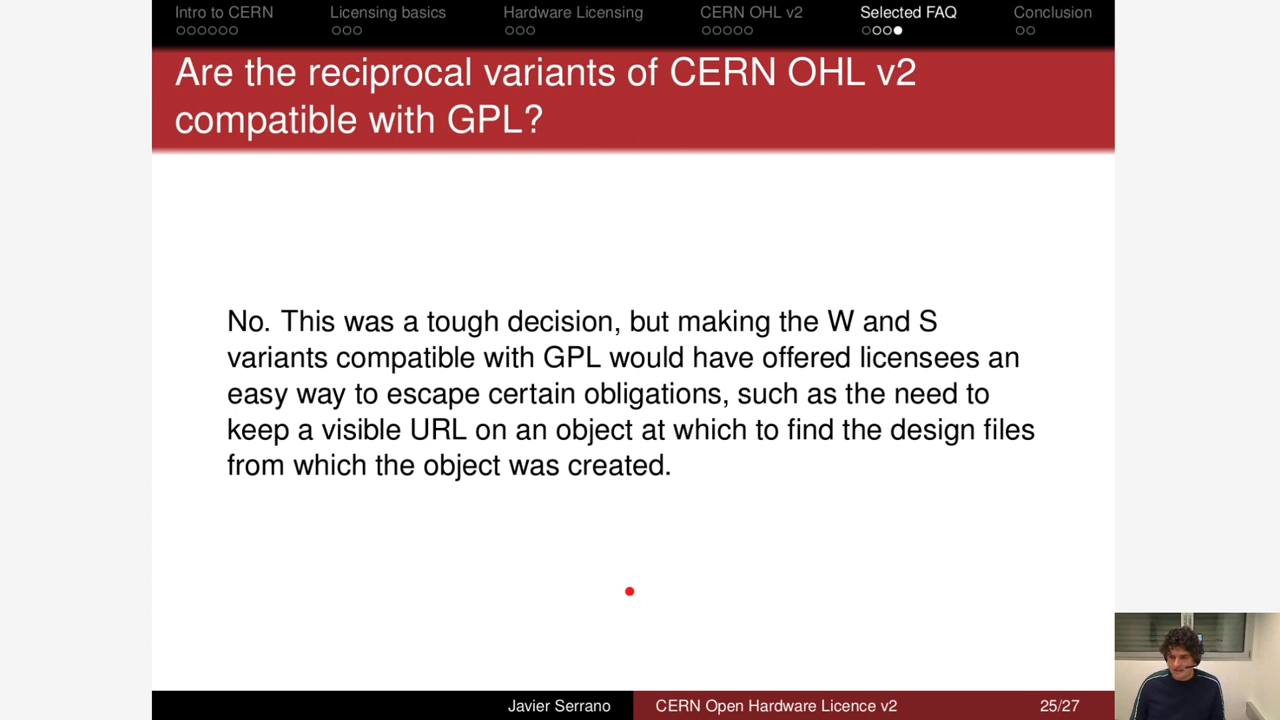 Intro to CERN Licensing basics Hardware Licensing CERN OHL v2 Selected FAQ Conclusion
Are the reciprocal variants of CERN OHL v2
compatible with GPL?
No. This was a tough decision, but making the W and S
variants compatible with GPL would have offered licensees an
easy way to escape certain obligations, such as the need to
keep a visible URL on an object at which to find the design files
from which the object was created.
Javier Serrano CERN Open Hardware Licence v2 25/27